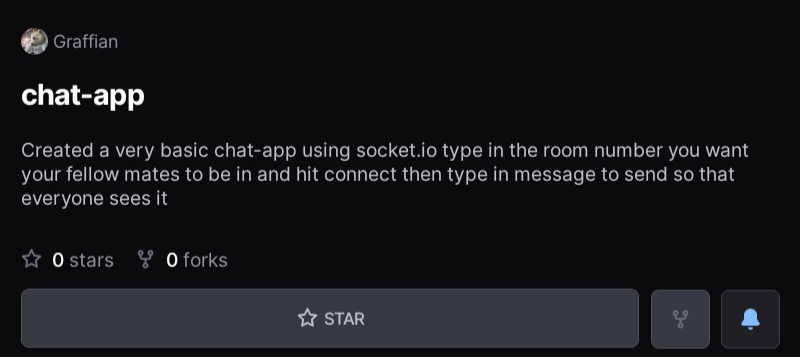 Graffian
chat-app
Created a very basic chat-app using socket.io type in the room number you want
your fellow mates to be in and hit connect then type in message to send so that
everyone sees it
0 stars 0 forks
STAR